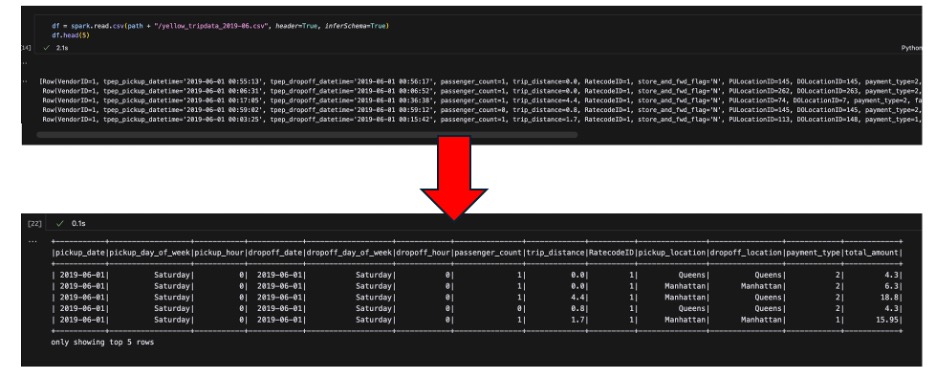 df = spark.read.csv(path + "/yellow_tripdata_2019-06.csv", header=True, inferSchema=True)
df.head(5)
[14] ✓ 2.1s Python
...
... [Row(VendorID=1, tpep_pickup_datetime='2019-06-01 00:55:13', tpep_dropoff_datetime='2019-06-01 00:56:17', passenger_count=1, trip_distance=0.0, RatecodeID=1, store_and_fwd_flag='N', PULocationID=145, DOLocationID=145, payment_type=2,
Row(VendorID=1, tpep_pickup_datetime='2019-06-01 00:06:31', tpep_dropoff_datetime='2019-06-01 00:06:52', passenger_count=1, trip_distance=0.0, RatecodeID=1, store_and_fwd_flag='N', PULocationID=262, DOLocationID=263, payment_type=2,
Row(VendorID=1, tpep_pickup_datetime='2019-06-01 00:17:05', tpep_dropoff_datetime='2019-06-01 00:36:38', passenger_count=1, trip_distance=4.4, RatecodeID=1, store_and_fwd_flag='N', PULocationID=74, DOLocationID=7, payment_type=2, fa
Row(VendorID=1, tpep_pickup_datetime='2019-06-01 00:59:02', tpep_dropoff_datetime='2019-06-01 00:59:12', passenger_count=0, trip_distance=0.8, RatecodeID=1, store_and_fwd_flag='N', PULocationID=145, DOLocationID=145, payment_type=2,
Row(VendorID=1, tpep_pickup_datetime='2019-06-01 00:03:25', tpep_dropoff_datetime='2019-06-01 00:15:42', passenger_count=1, trip_distance=1.7, RatecodeID=1, store_and_fwd_flag='N', PULocationID=113, DOLocationID=148, payment_type=1,
[22] ✓ 0.1s
...
|pickup_date|pickup_day_of_week|pickup_hour|dropoff_date|dropoff_day_of_week|dropoff_hour|passenger_count|trip_distance|RatecodeID|pickup_location|dropoff_location|payment_type|total_amount|
| 2019-06-01| Saturday| 0| 2019-06-01| Saturday| 0| 1| 0.0| 1| Queens| Queens| 2| 4.3|
| 2019-06-01| Saturday| 0| 2019-06-01| Saturday| 0| 1| 0.0| 1| Manhattan| Manhattan| 2| 6.3|
| 2019-06-01| Saturday| 0| 2019-06-01| Saturday| 0| 1| 4.4| 1| Manhattan| Queens| 2| 18.8|
| 2019-06-01| Saturday| 0| 2019-06-01| Saturday| 0| 0| 0.8| 1| Queens| Queens| 2| 4.3|
| 2019-06-01| Saturday| 0| 2019-06-01| Saturday| 0| 1| 1.7| 1| Manhattan| Manhattan| 1| 15.95|
only showing top 5 rows